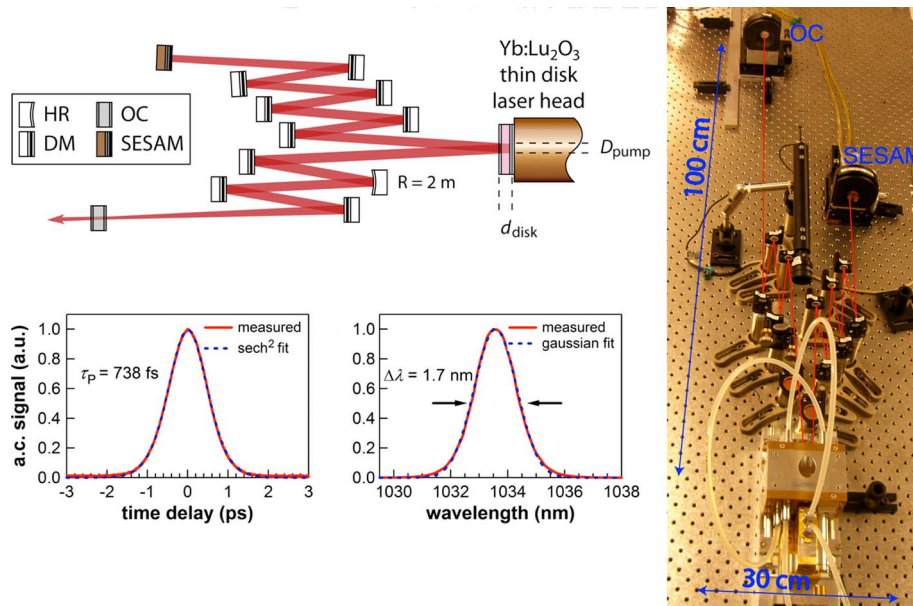 Yb:Lu₂O₃
thin disk
laser head
HR
OC
DM
SESAM
R = 2 m
D_pump
d_disk
a.c. signal (a.u.)
1.0
0.8
0.6
0.4
0.2
0.0
measured
sech² fit
τ_P = 738 fs
-3
-2
-1
0
1
2
3
time delay (ps)
1.0
0.8
0.6
0.4
0.2
0.0
measured
gaussian fit
Δλ = 1.7 nm
1030
1032
1034
1036
1038
wavelength (nm)
OC
SESAM
100 cm
30 cm